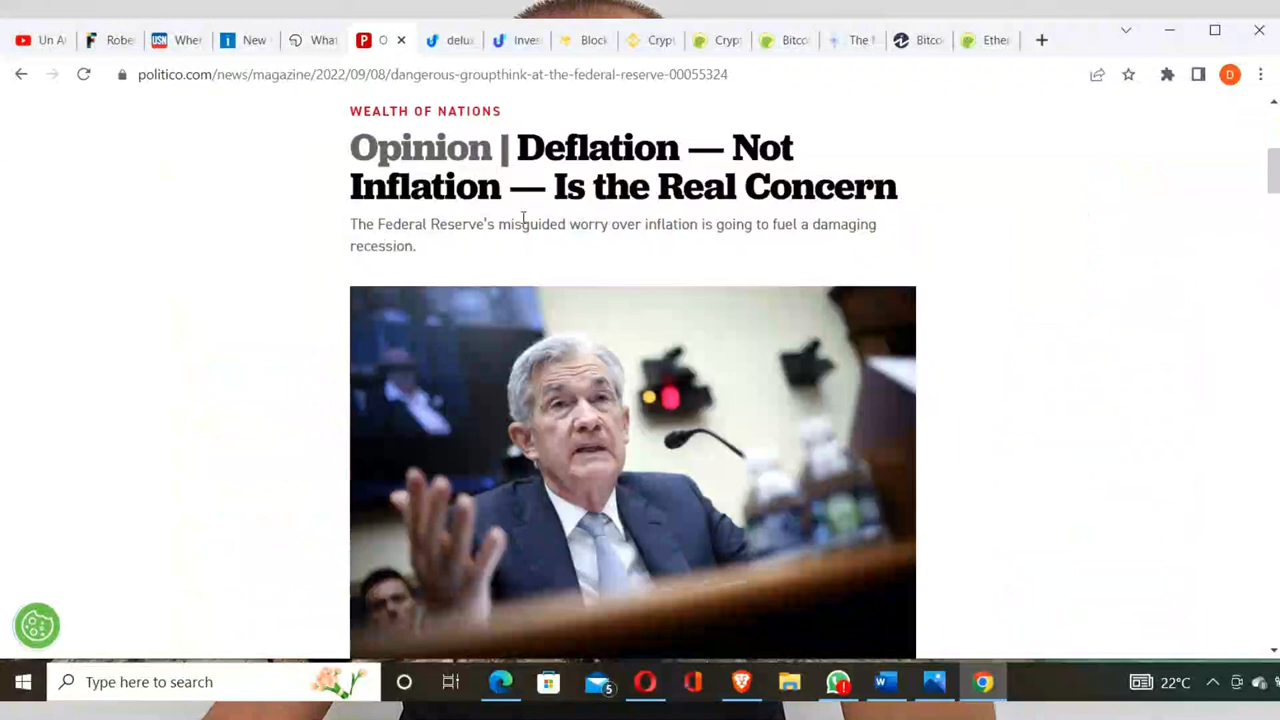 Un A
Robe
Wher
New
What
O
delu
Inves
Block
Crypt
Crypt
Bitco
The
Bitco
Ether
politico.com/news/magazine/2022/09/08/dangerous-groupthink-at-the-federal-reserve-00055324
D
WEALTH OF NATIONS
Opinion | Deflation — Not
Inflation — Is the Real Concern
The Federal Reserve's misguided worry over inflation is going to fuel a damaging
recession.
Type here to search
5
22°C